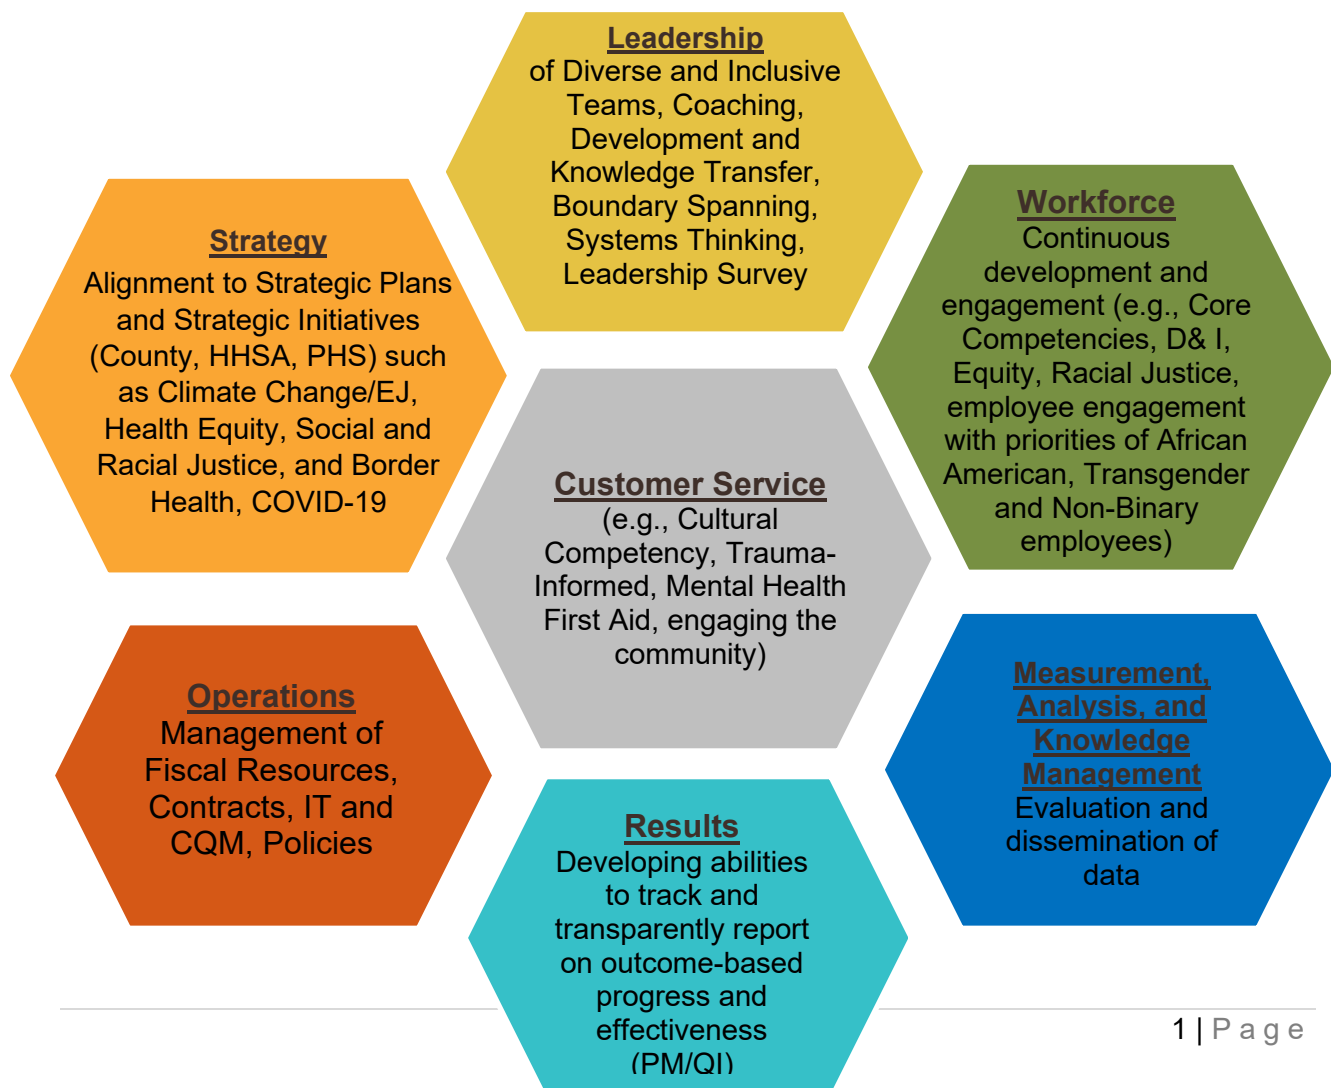 Leadership
of Diverse and Inclusive
Teams, Coaching,
Development and
Knowledge Transfer,
Boundary Spanning,
Systems Thinking,
Leadership Survey
Strategy
Alignment to Strategic Plans
and Strategic Initiatives
(County, HHSA, PHS) such
as Climate Change/EJ,
Health Equity, Social and
Racial Justice, and Border
Health, COVID-19
Workforce
Continuous
development and
engagement (e.g., Core
Competencies, D& I,
Equity, Racial Justice,
employee engagement
with priorities of African
American, Transgender
and Non-Binary
employees)
Customer Service
(e.g., Cultural
Competency, Trauma-
Informed, Mental Health
First Aid, engaging the
community)
Operations
Management of
Fiscal Resources,
Contracts, IT and
CQM, Policies
Measurement,
Analysis, and
Knowledge
Management
Evaluation and
dissemination of
data
Results
Developing abilities
to track and
transparently report
on outcome-based
progress and
effectiveness
(PM/QI)
1 | P a g e